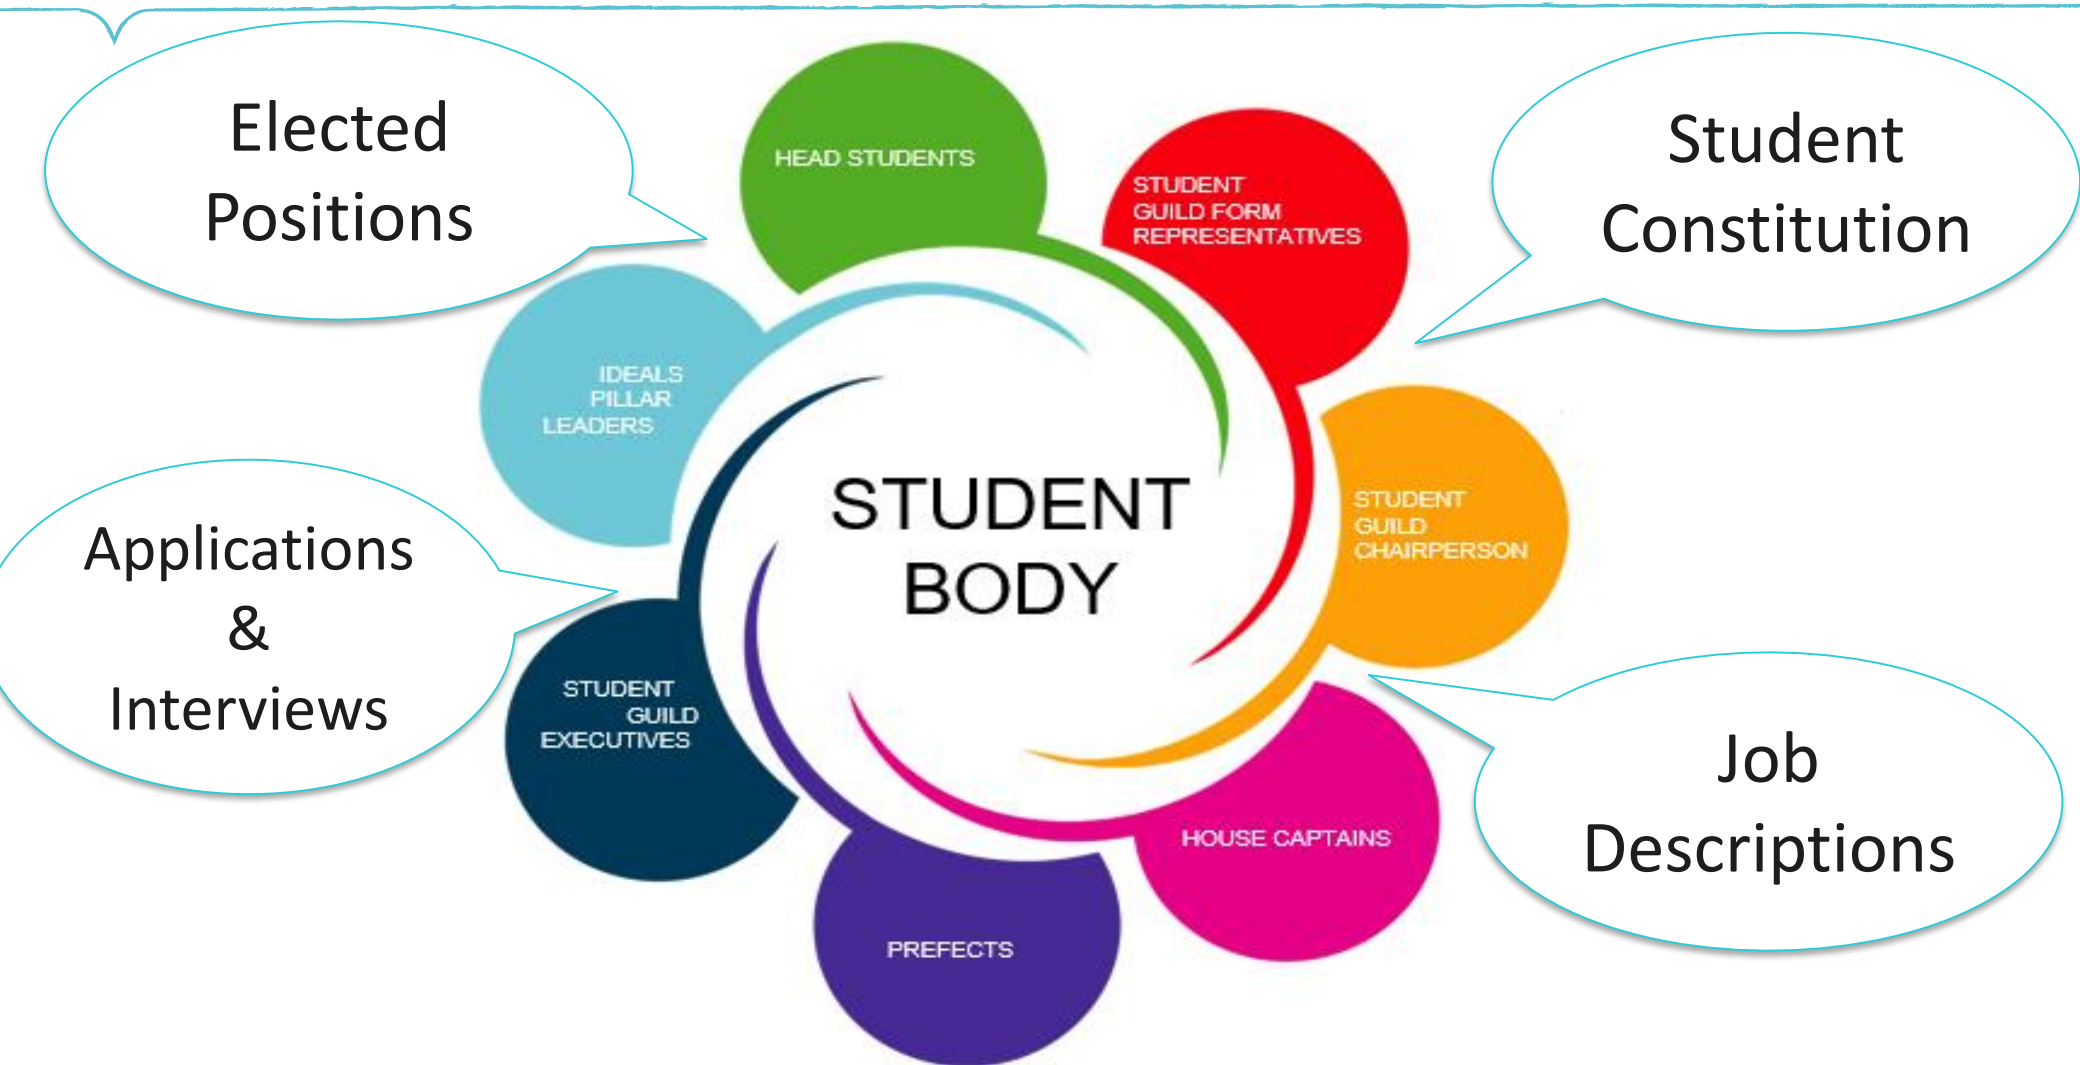 Elected
Positions
HEAD STUDENTS
STUDENT
GUILD FORM
REPRESENTATIVES
Student
Constitution
IDEALS
PILLAR
LEADERS
STUDENT
BODY
STUDENT
GUILD
CHAIRPERSON
Applications
&
Interviews
STUDENT
GUILD
EXECUTIVES
HOUSE CAPTAINS
Job
Descriptions
PREFECTS